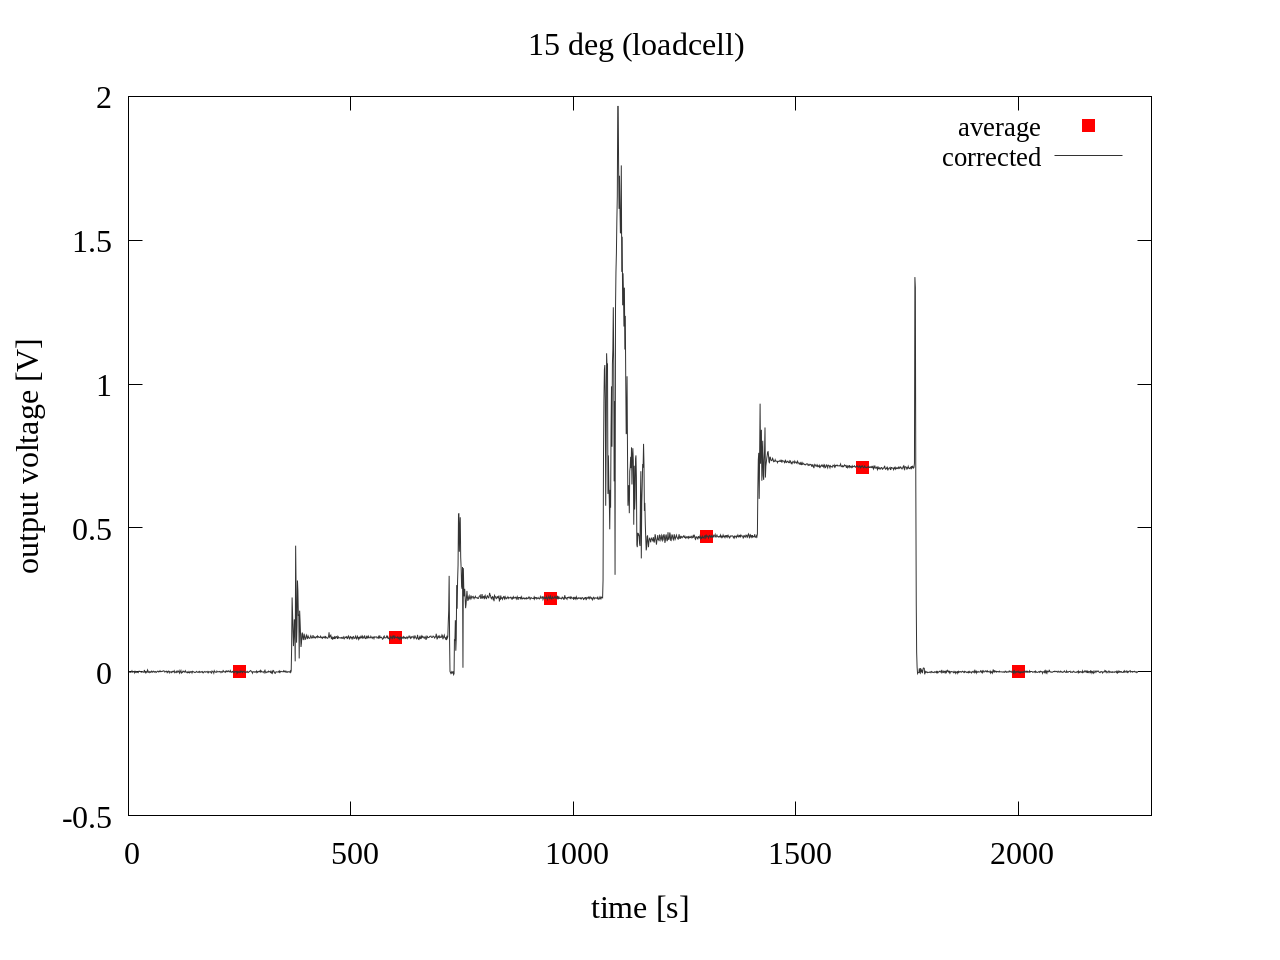 15 deg (loadcell)
average
corrected
2
1.5
1
0.5
0
-0.5
output voltage [V]
0 500 1000 1500 2000
time [s]